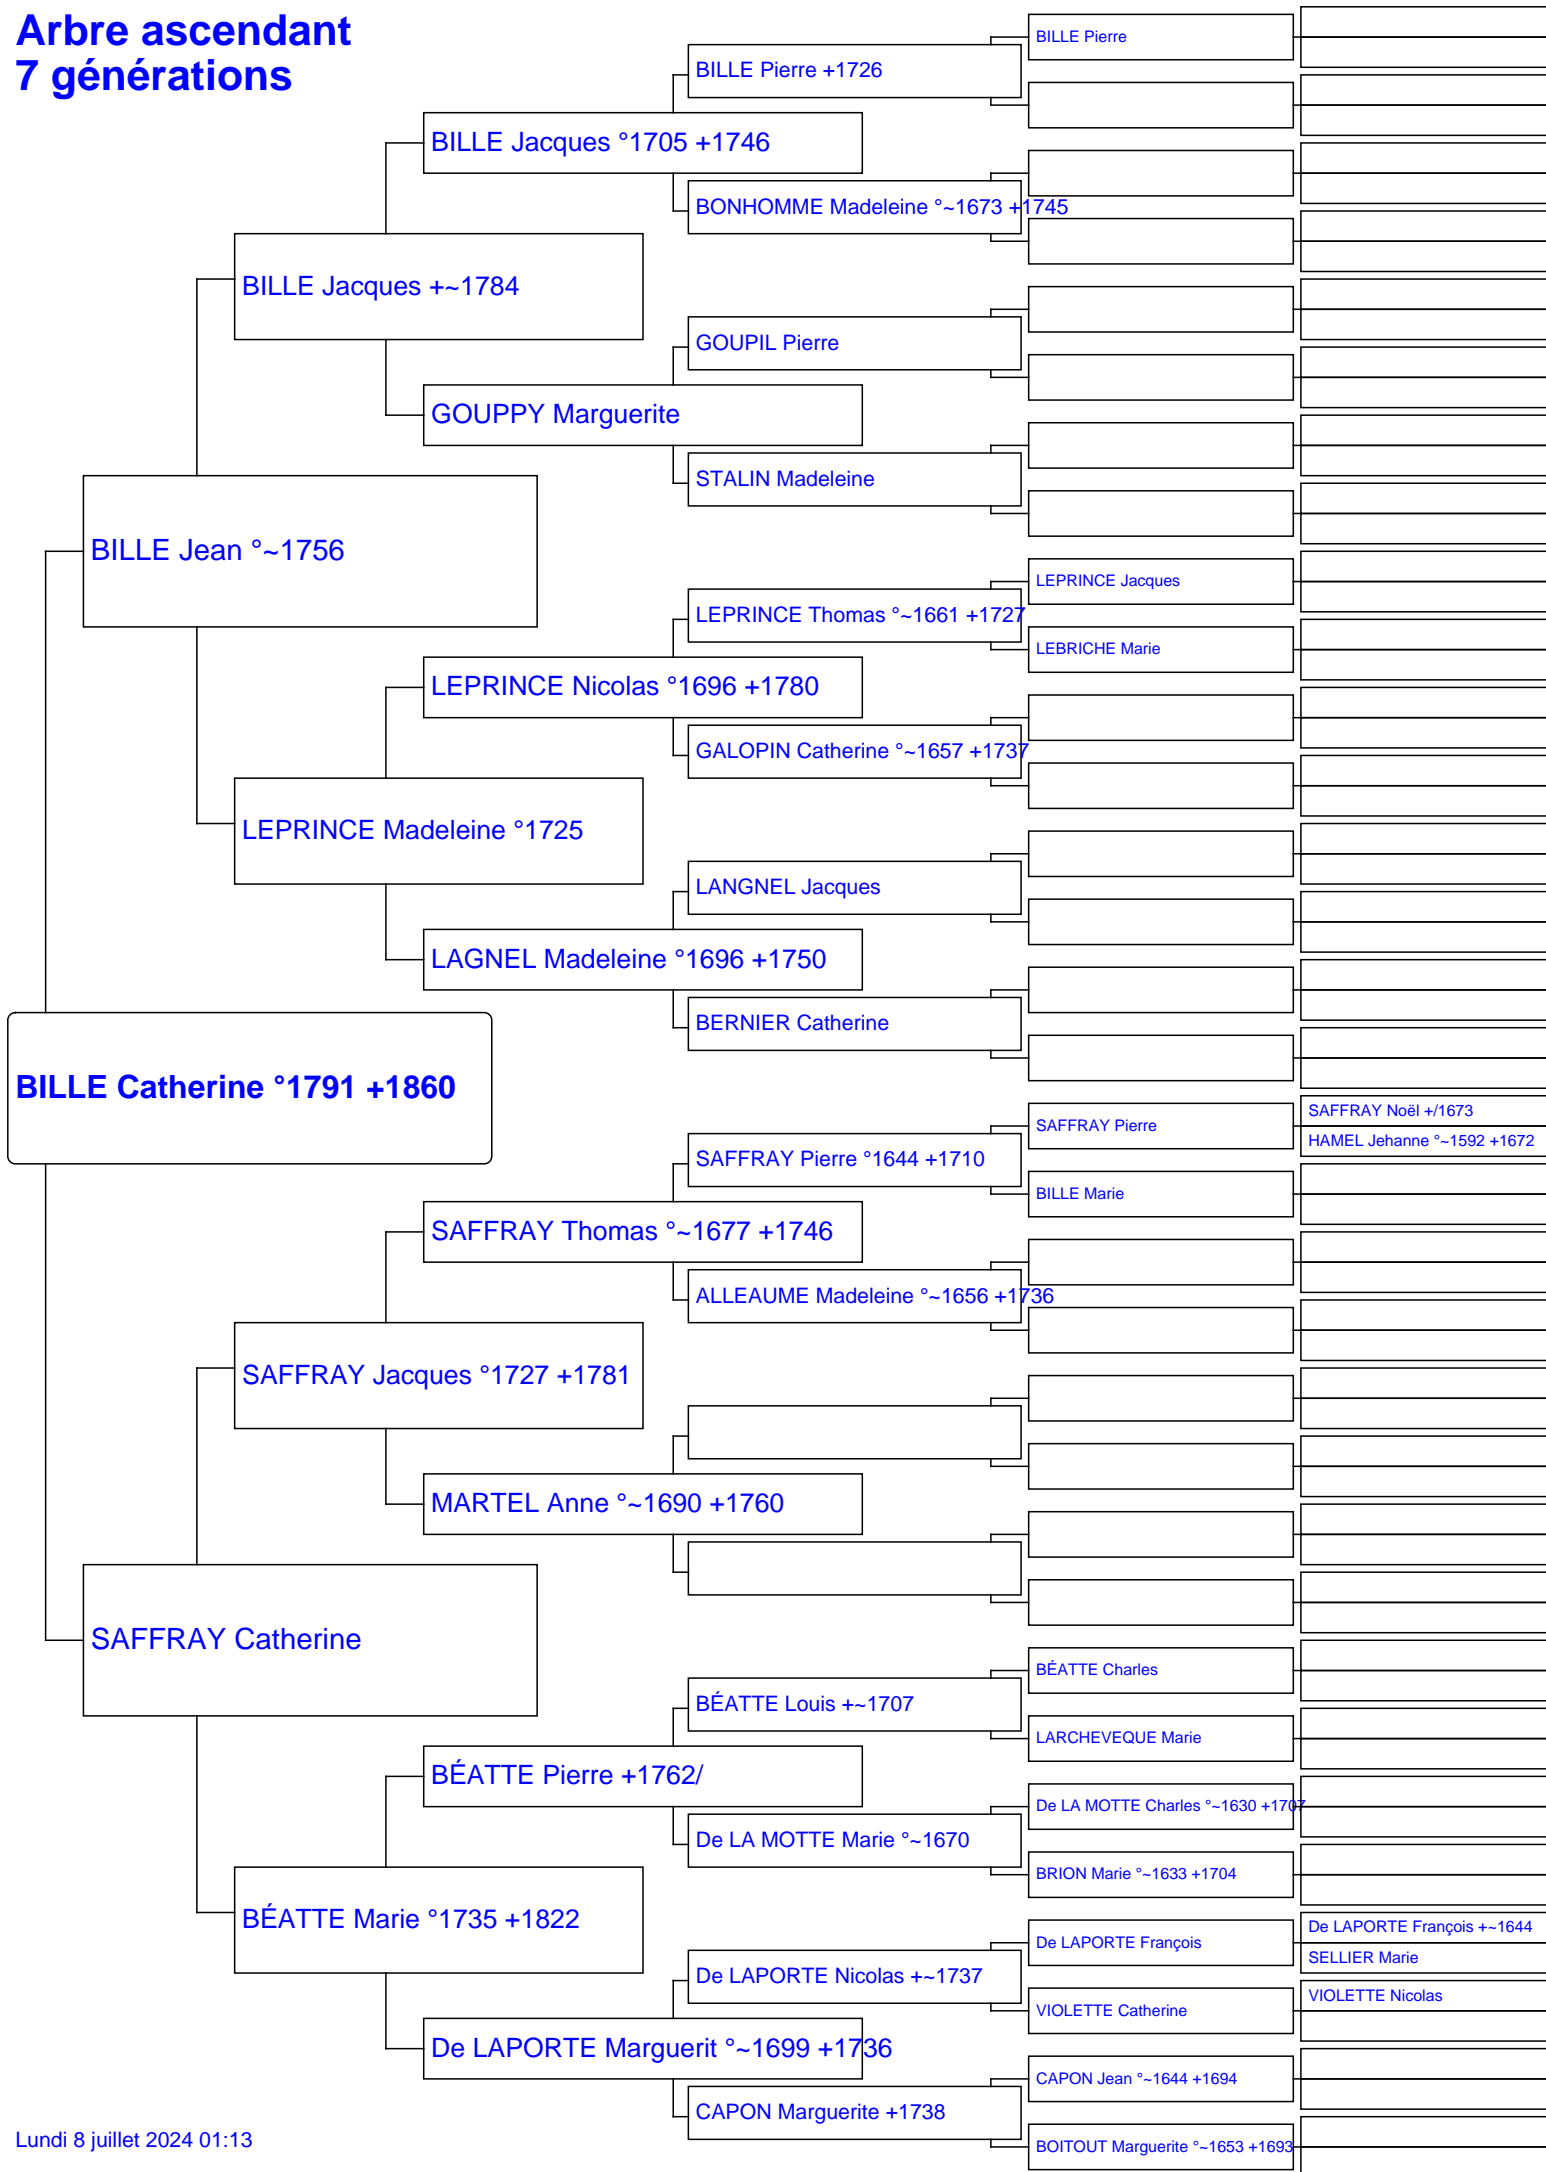 Arbre ascendant
7 générations
BILLE Pierre
BILLE Pierre +1726
BILLE Jacques °1705 +1746
BONHOMME Madeleine °~1673 +1745
BILLE Jacques +~1784
GOUPIL Pierre
GOUPPY Marguerite
STALIN Madeleine
BILLE Jean °~1756
LEPRINCE Jacques
LEPRINCE Thomas °~1661 +1727
LEBRICHE Marie
LEPRINCE Nicolas °1696 +1780
GALOPIN Catherine °~1657 +1737
LEPRINCE Madeleine °1725
LANGNEL Jacques
LAGNEL Madeleine °1696 +1750
BERNIER Catherine
BILLE Catherine °1791 +1860
SAFFRAY Noël +/1673
SAFFRAY Pierre
HAMEL Jehanne °~1592 +1672
SAFFRAY Pierre °1644 +1710
BILLE Marie
SAFFRAY Thomas °~1677 +1746
ALLEAUME Madeleine °~1656 +1736
SAFFRAY Jacques °1727 +1781
MARTEL Anne °~1690 +1760
SAFFRAY Catherine
BÉATTE Charles
BÉATTE Louis +~1707
LARCHEVEQUE Marie
BÉATTE Pierre +1762/
De LA MOTTE Charles °~1630 +1707
De LA MOTTE Marie °~1670
BRION Marie °~1633 +1704
BÉATTE Marie °1735 +1822
De LAPORTE François +~1644
De LAPORTE François
SELLIER Marie
De LAPORTE Nicolas +~1737
VIOLETTE Nicolas
VIOLETTE Catherine
De LAPORTE Marguerit °~1699 +1736
CAPON Jean °~1644 +1694
CAPON Marguerite +1738
BOITOUT Marguerite °~1653 +1693
Lundi 8 juillet 2024 01:13